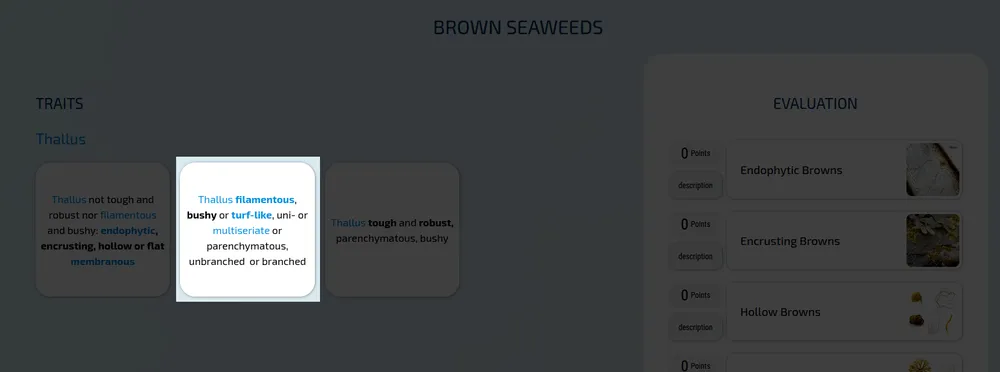 BROWN SEAWEEDS
TRAITS
Thallus
Thallus not tough and
robust nor filamentous
and bushy: endophytic,
encrusting, hollow or flat
membranous
Thallus filamentous,
bushy or turf-like, uni- or
multiseriate or
parenchymatous,
unbranched or branched
Thallus tough and robust,
parenchymatous, bushy
EVALUATION
0 Points
description
Endophytic Browns
0 Points
description
Encrusting Browns
0 Points
description
Hollow Browns
0 Points